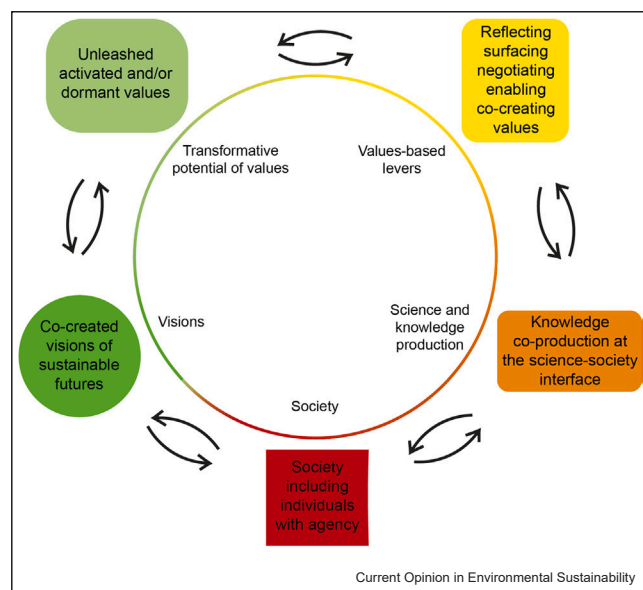 Unleashed
activated and/or
dormant values
Reflecting
surfacing
negotiating
enabling
co-creating
values
Transformative
potential of values
Values-based
levers
Visions
Science and
knowledge
production
Co-created
visions of
sustainable
futures
Knowledge
co-production at
the science-society
interface
Society
Society
including
individuals
with agency
Current Opinion in Environmental Sustainability